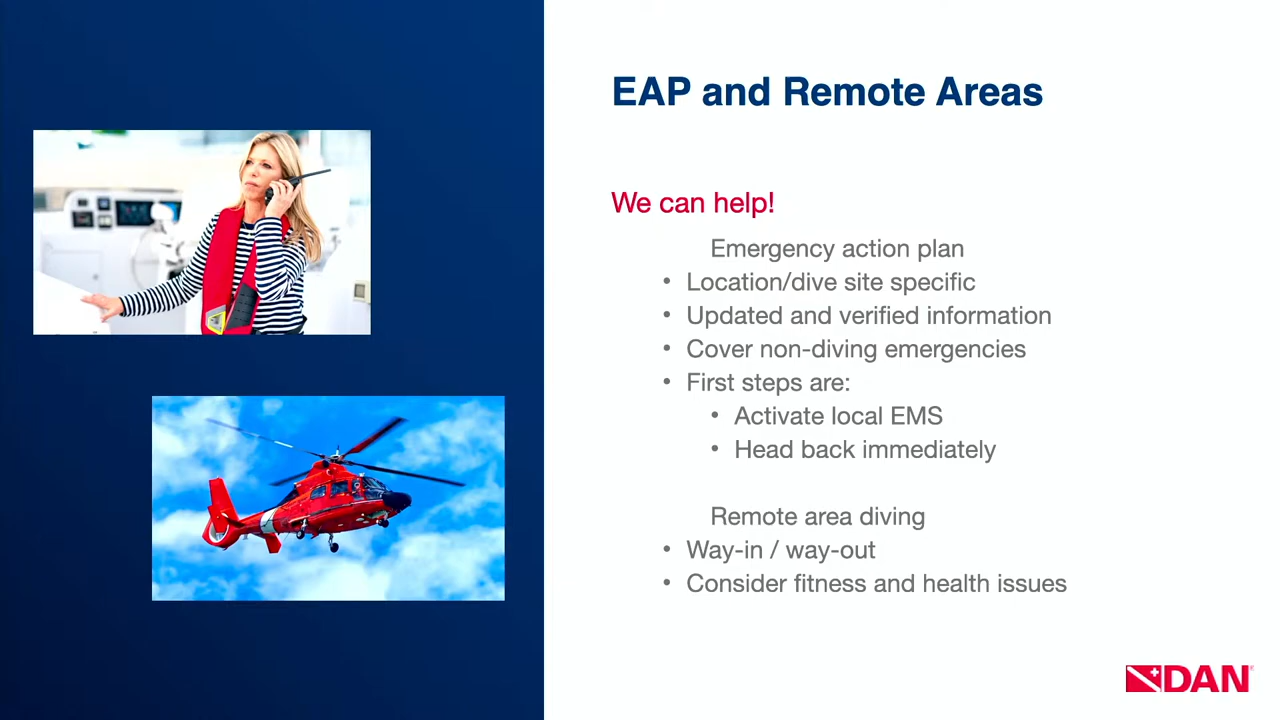 EAP and Remote Areas
We can help!
Emergency action plan
• Location/dive site specific
• Updated and verified information
• Cover non-diving emergencies
• First steps are:
• Activate local EMS
• Head back immediately
Remote area diving
• Way-in / way-out
• Consider fitness and health issues
DAN